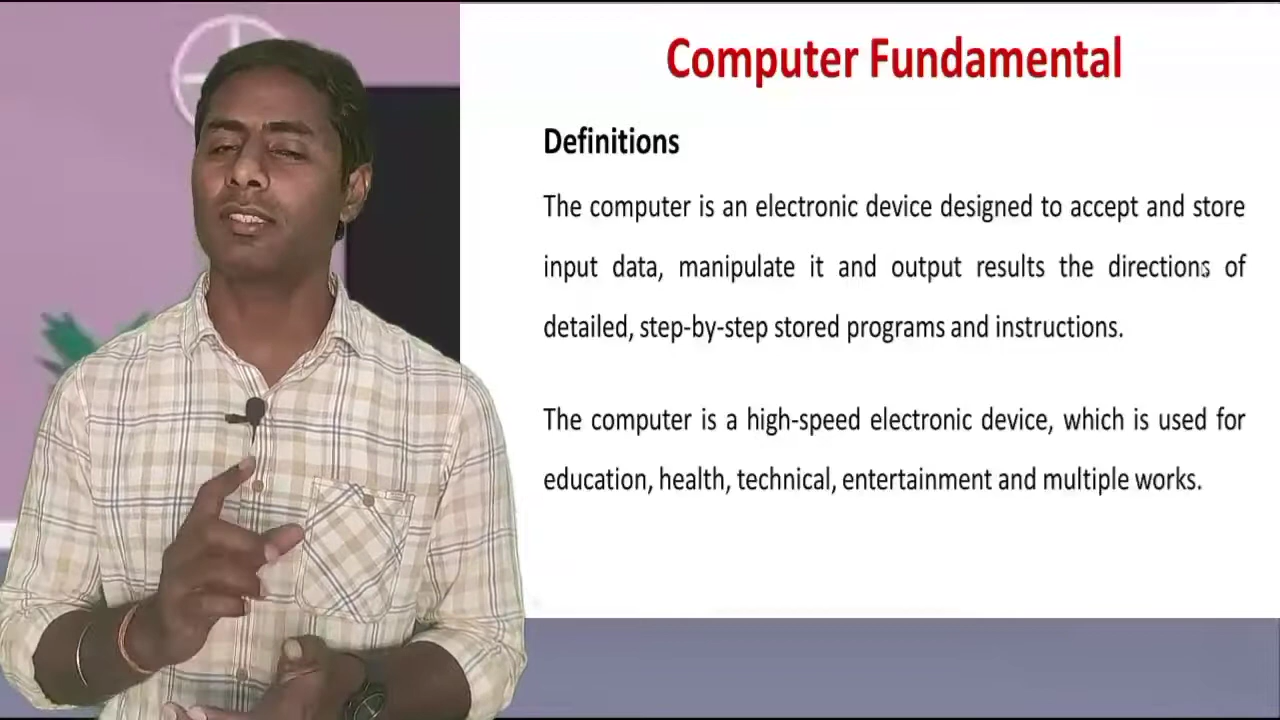 Computer Fundamental
Definitions
The computer is an electronic device designed to accept and store
input data, manipulate it and output results the directions of
detailed, step-by-step stored programs and instructions.
The computer is a high-speed electronic device, which is used for
education, health, technical, entertainment and multiple works.